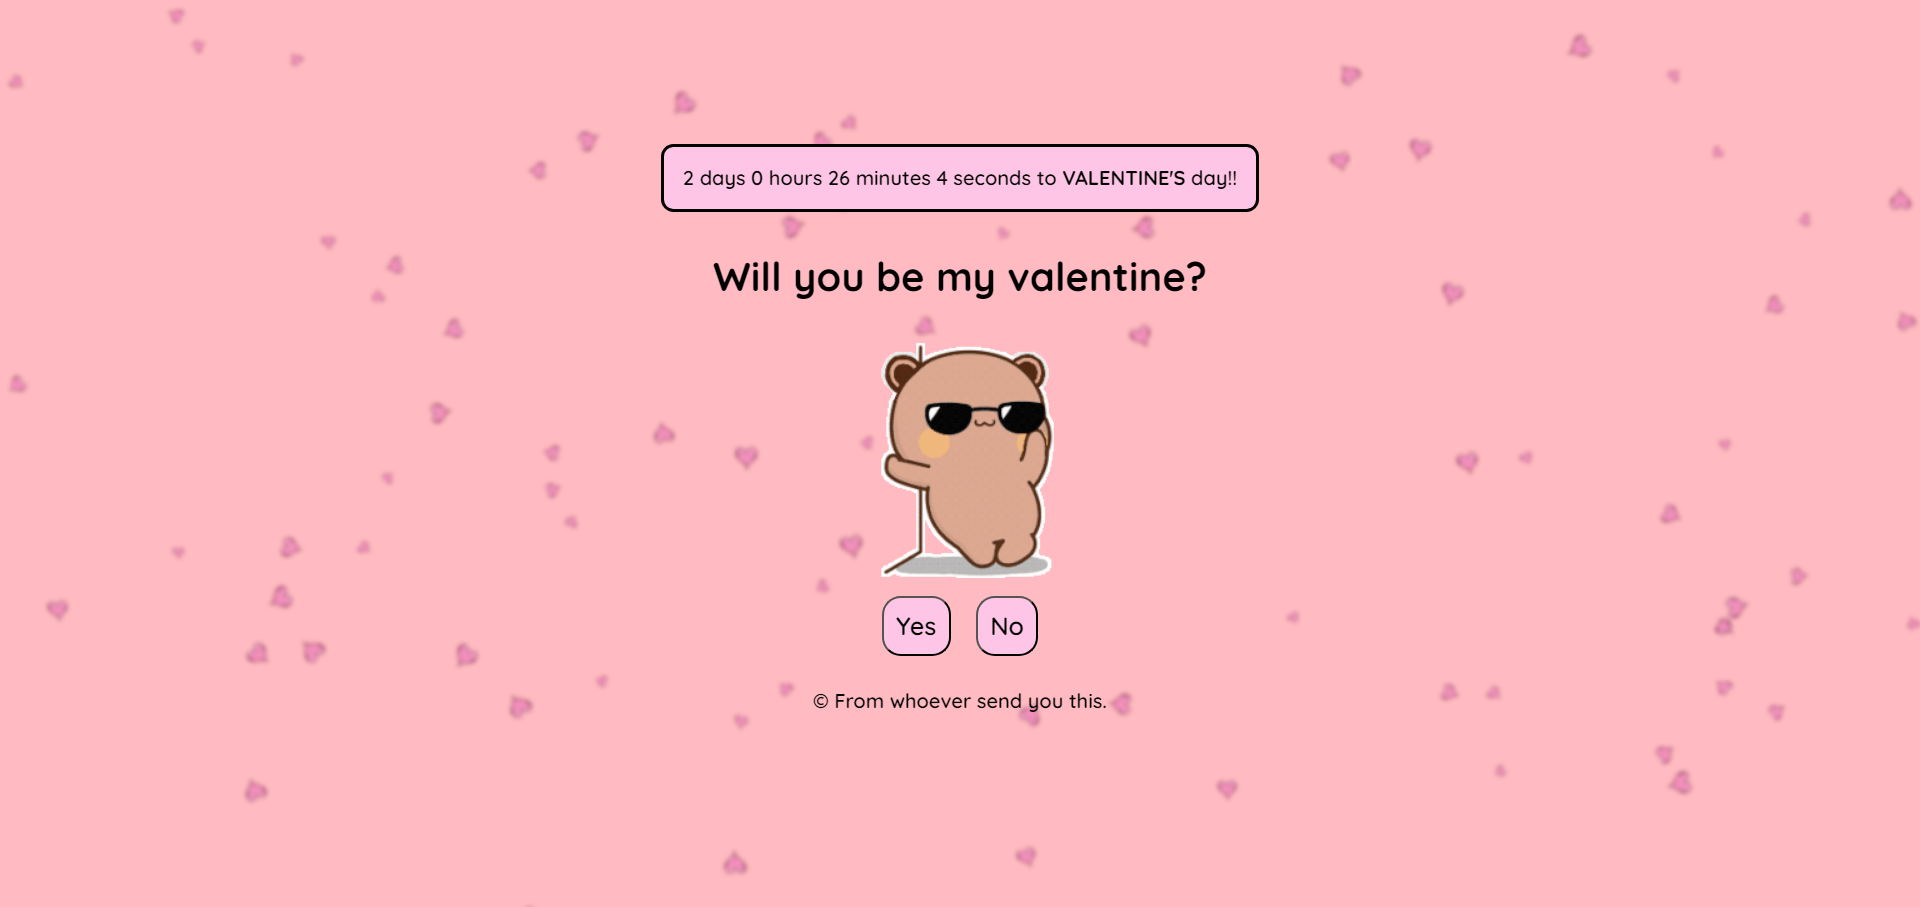 2 days 0 hours 26 minutes 4 seconds to VALENTINE'S day!!
Will you be my valentine?
Yes No
© From whoever send you this.